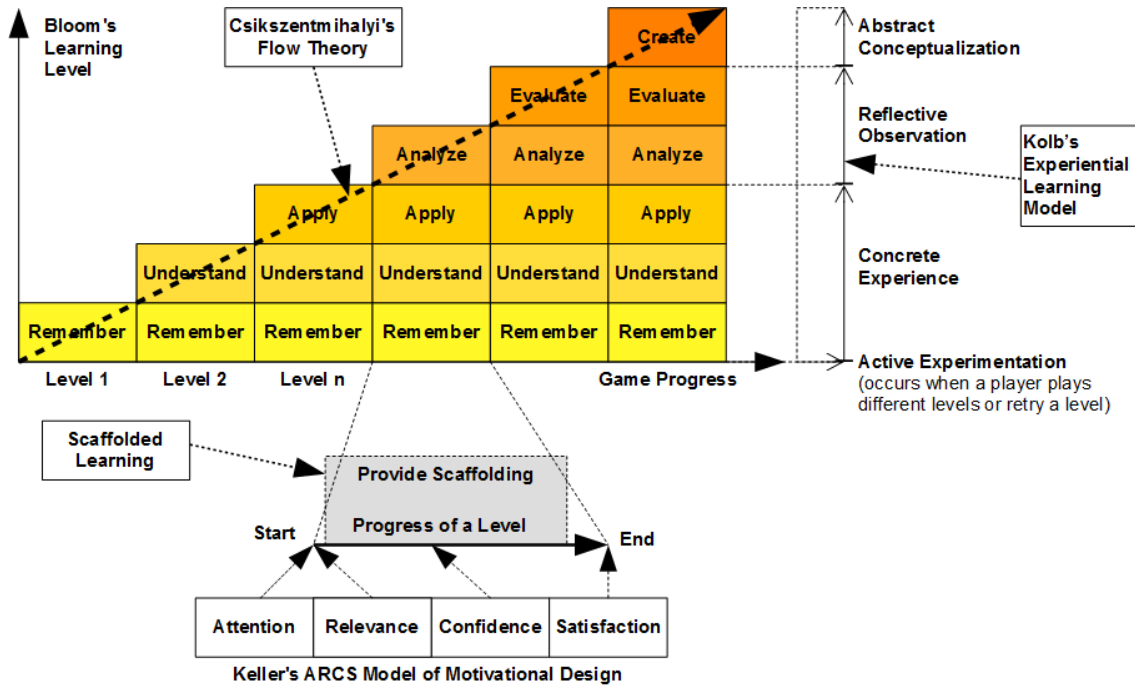 Bloom's
Learning
Level
Csikszentmihalyi's
Flow Theory
Create
Evaluate Evaluate
Analyze Analyze Analyze
Apply Apply Apply Apply
Understand Understand Understand Understand Understand
Remember Remember Remember Remember Remember Remember
Level 1 Level 2 Level n Game Progress
Abstract
Conceptualization
Reflective
Observation
Kolb's
Experiential
Learning
Model
Concrete
Experience
Active Experimentation
(occurs when a player plays
different levels or retry a level)
Scaffolded
Learning
Provide Scaffolding
Progress of a Level
Start
End
Attention Relevance Confidence Satisfaction
Keller's ARCS Model of Motivational Design